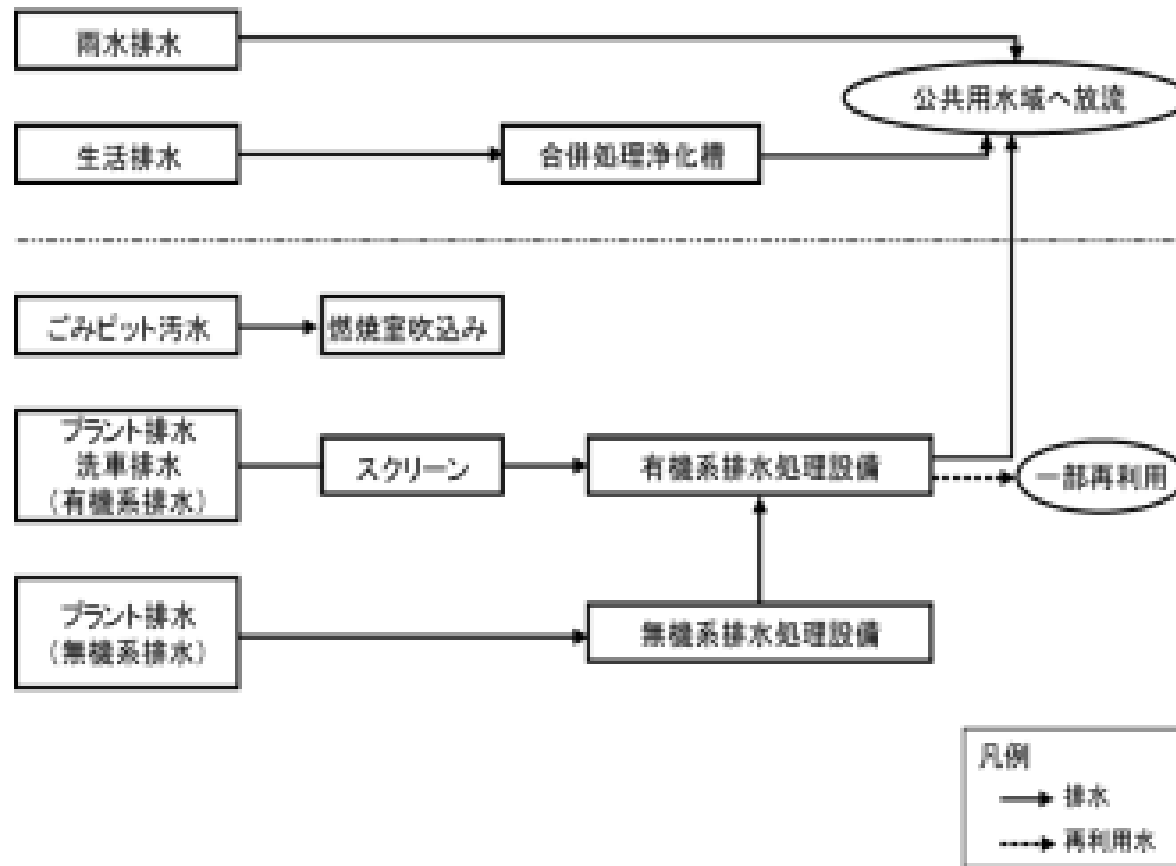 雨水排水
公共用水域へ放流
生活排水
合併処理浄化槽
ごみピット汚水
燃焼室吹込み
プラント排水
洗車排水
(有機系排水)
スクリーン
有機系排水処理設備
一部再利用
プラント排水
(無機系排水)
無機系排水処理設備
凡例
排水
再利用水